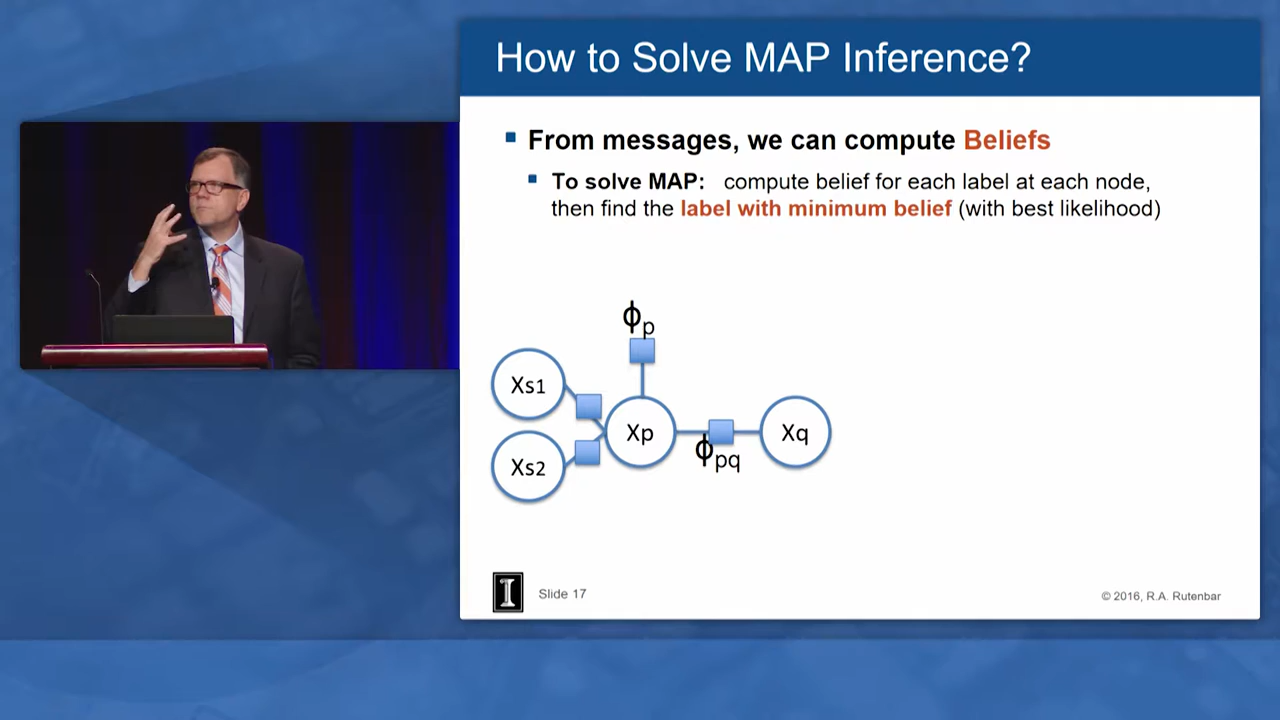 How to Solve MAP Inference?
From messages, we can compute Beliefs
To solve MAP: compute belief for each label at each node,
then find the label with minimum belief (with best likelihood)
ϕp
Xs1
Xp
Xq
ϕpq
Xs2
I
Slide 17
© 2016, R.A. Rutenbar